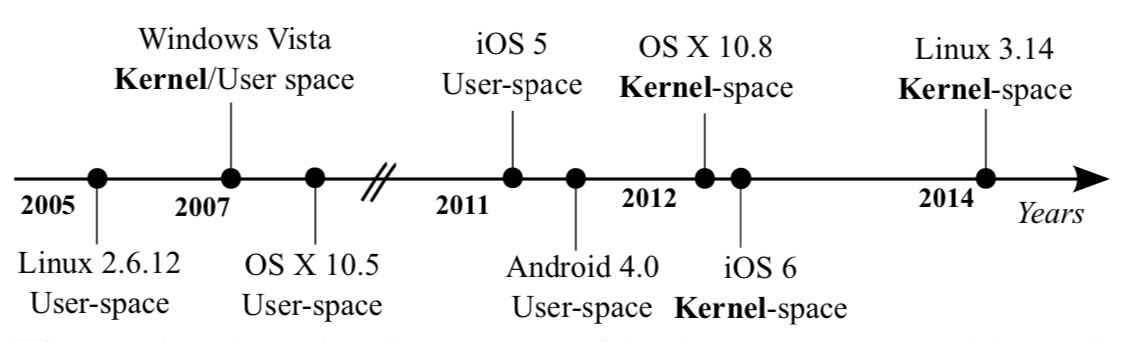 Windows Vista
Kernel/User space
iOS 5
User-space
OS X 10.8
Kernel-space
Linux 3.14
Kernel-space
2005
2007
2011
2012
2014
Years
Linux 2.6.12
User-space
OS X 10.5
User-space
Android 4.0
User-space
iOS 6
Kernel-space